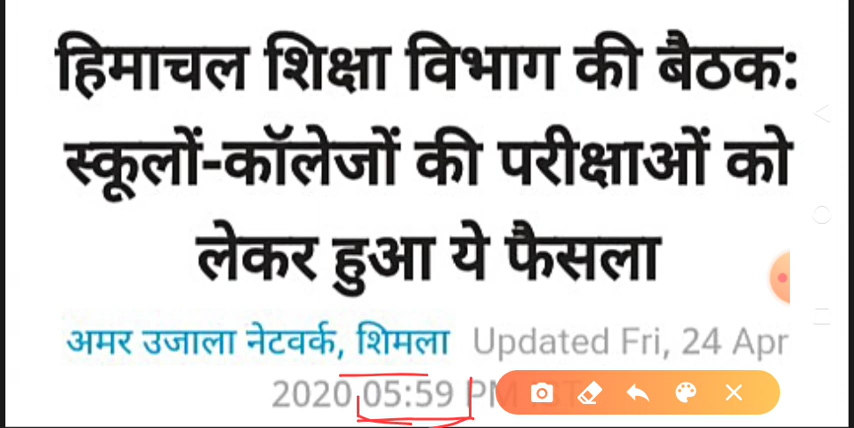 हिमाचल शिक्षा विभाग की बैठक:
स्कूलों-कॉलेजों की परीक्षाओं को
लेकर हुआ ये फैसला
अमर उजाला नेटवर्क, शिमला Updated Fri, 24 Apr
2020 05:59 PM